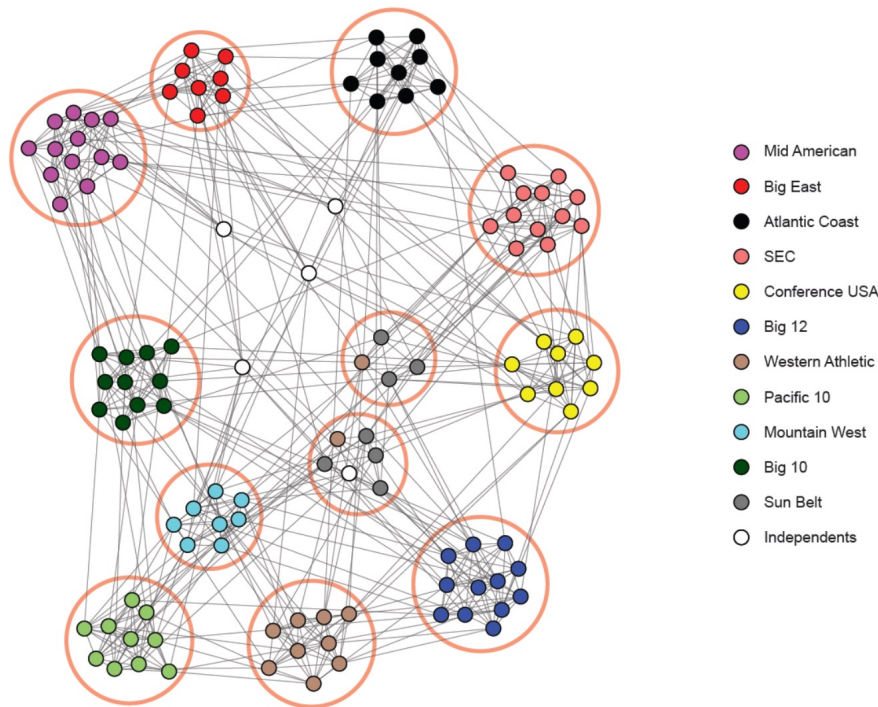 Mid American
Big East
Atlantic Coast
SEC
Conference USA
Big 12
Western Athletic
Pacific 10
Mountain West
Big 10
Sun Belt
Independents